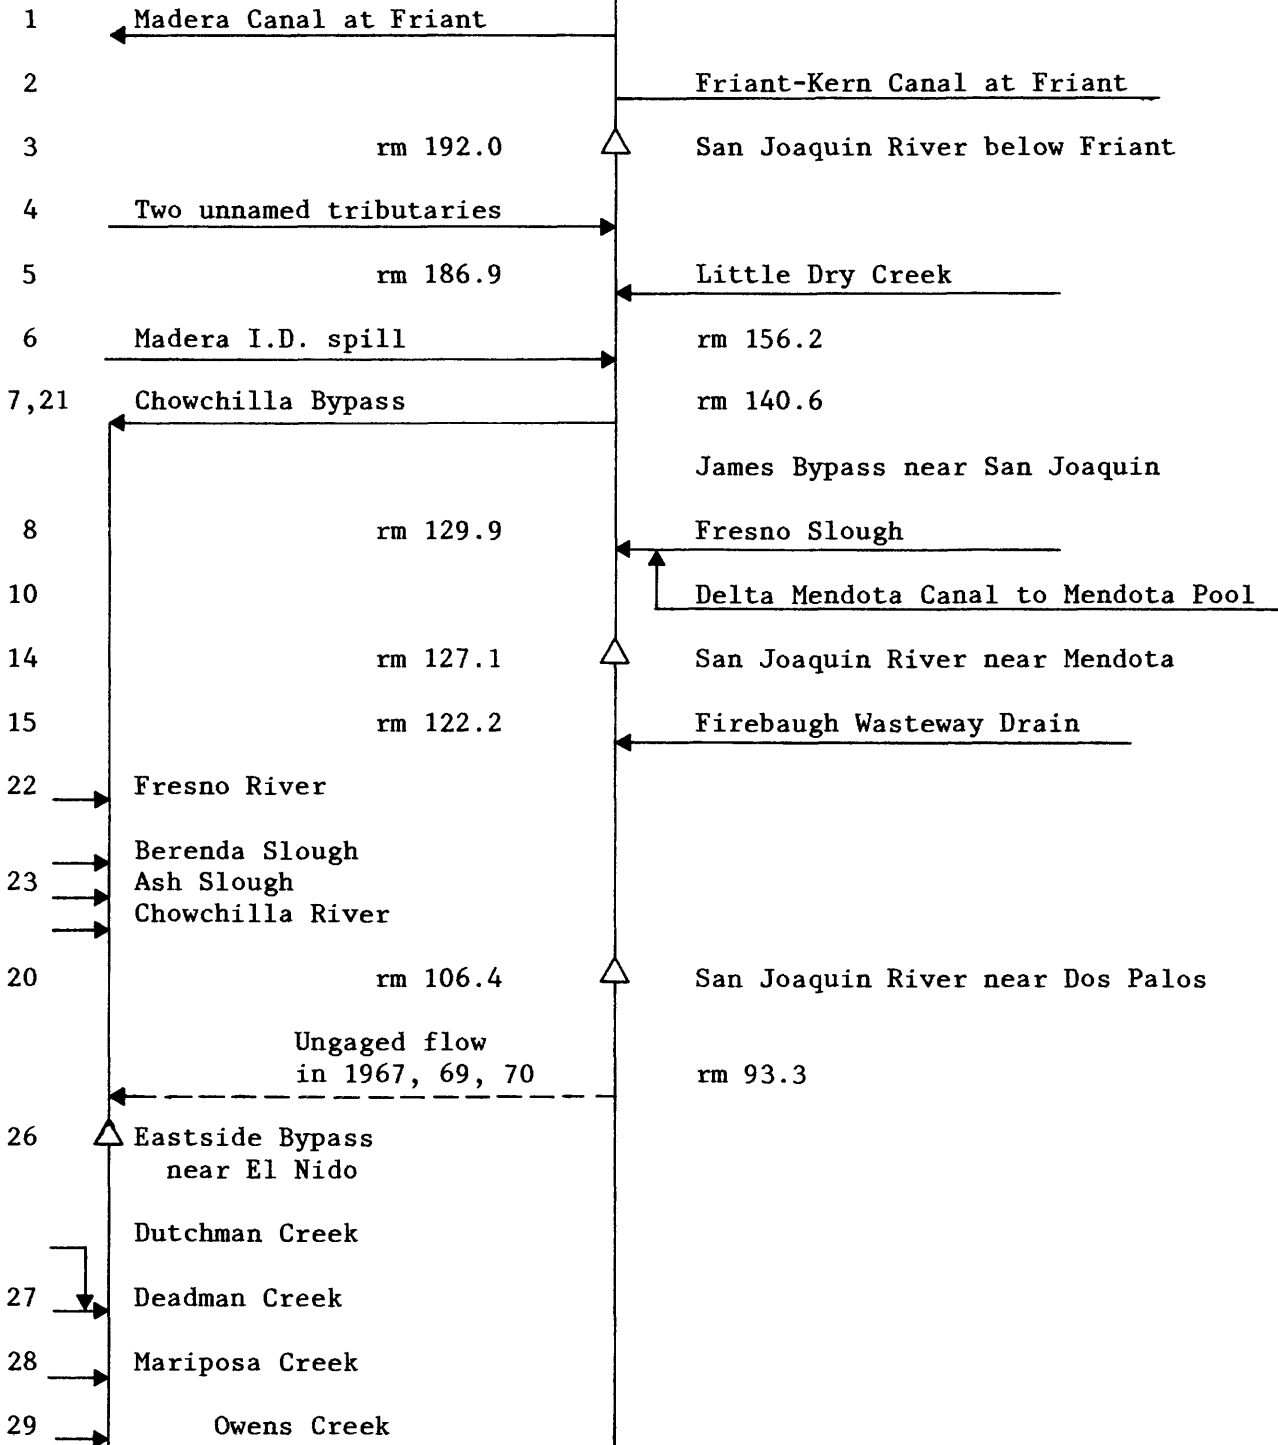 1 Madera Canal at Friant
2 Friant-Kern Canal at Friant
3 rm 192.0 San Joaquin River below Friant
4 Two unnamed tributaries
5 rm 186.9 Little Dry Creek
6 Madera I.D. spill rm 156.2
7,21 Chowchilla Bypass rm 140.6
James Bypass near San Joaquin
8 rm 129.9 Fresno Slough
10 Delta Mendota Canal to Mendota Pool
14 rm 127.1 San Joaquin River near Mendota
15 rm 122.2 Firebaugh Wasteway Drain
22 Fresno River
Berenda Slough
23 Ash Slough
Chowchilla River
20 rm 106.4 San Joaquin River near Dos Palos
Ungaged flow
in 1967, 69, 70 rm 93.3
26 Eastside Bypass
near El Nido
Dutchman Creek
27 Deadman Creek
28 Mariposa Creek
29 Owens Creek